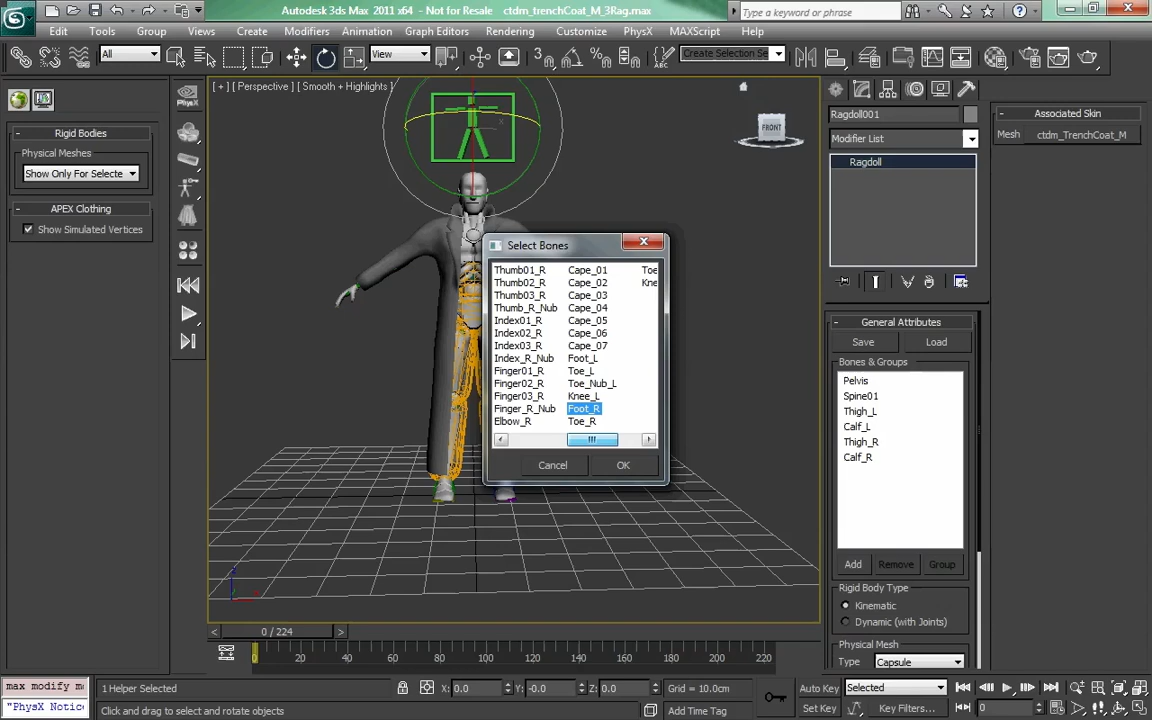 Autodesk 3ds Max 2011 x64 - Not for Resale ctdm_trenchCoat_M_3Rag.max
Type a keyword or phrase
Edit Tools Group Views Create Modifiers Animation Graph Editors Rendering Customize PhysX MAXScript Help
All
View
Create Selection Se
Rigid Bodies
Physical Meshes
Show Only For Selecte
APEX Clothing
Show Simulated Vertices
PhysX
[ + ] [ Perspective ] [ Smooth + Highlights ]
FRONT
Select Bones
Thumb01_R Cape_01 Toe
Thumb02_R Cape_02 Kne
Thumb03_R Cape_03
Thumb_R_Nub Cape_04
Index01_R Cape_05
Index02_R Cape_06
Index03_R Cape_07
Index_R_Nub Foot_L
Finger01_R Toe_L
Finger02_R Toe_Nub_L
Finger03_R Knee_L
Finger_R_Nub Foot_R
Elbow_R Toe_R
Cancel OK
Ragdoll001
Modifier List
Ragdoll
General Attributes
Save Load
Bones & Groups
Pelvis
Spine01
Thigh_L
Calf_L
Thigh_R
Calf_R
Add Remove Group
Rigid Body Type
Kinematic
Dynamic (with Joints)
Physical Mesh
Type Capsule
Associated Skin
Mesh ctdm_TrenchCoat_M
0 / 224
0 20 40 60 80 100 120 140 160 180 200 220
max modify mo
"PhysX Notice
1 Helper Selected
X: 0.0 Y: -0.0 Z: 0.0
Grid = 10.0cm
Click and drag to select and rotate objects
Add Time Tag
Auto Key Selected
Set Key Key Filters...
0